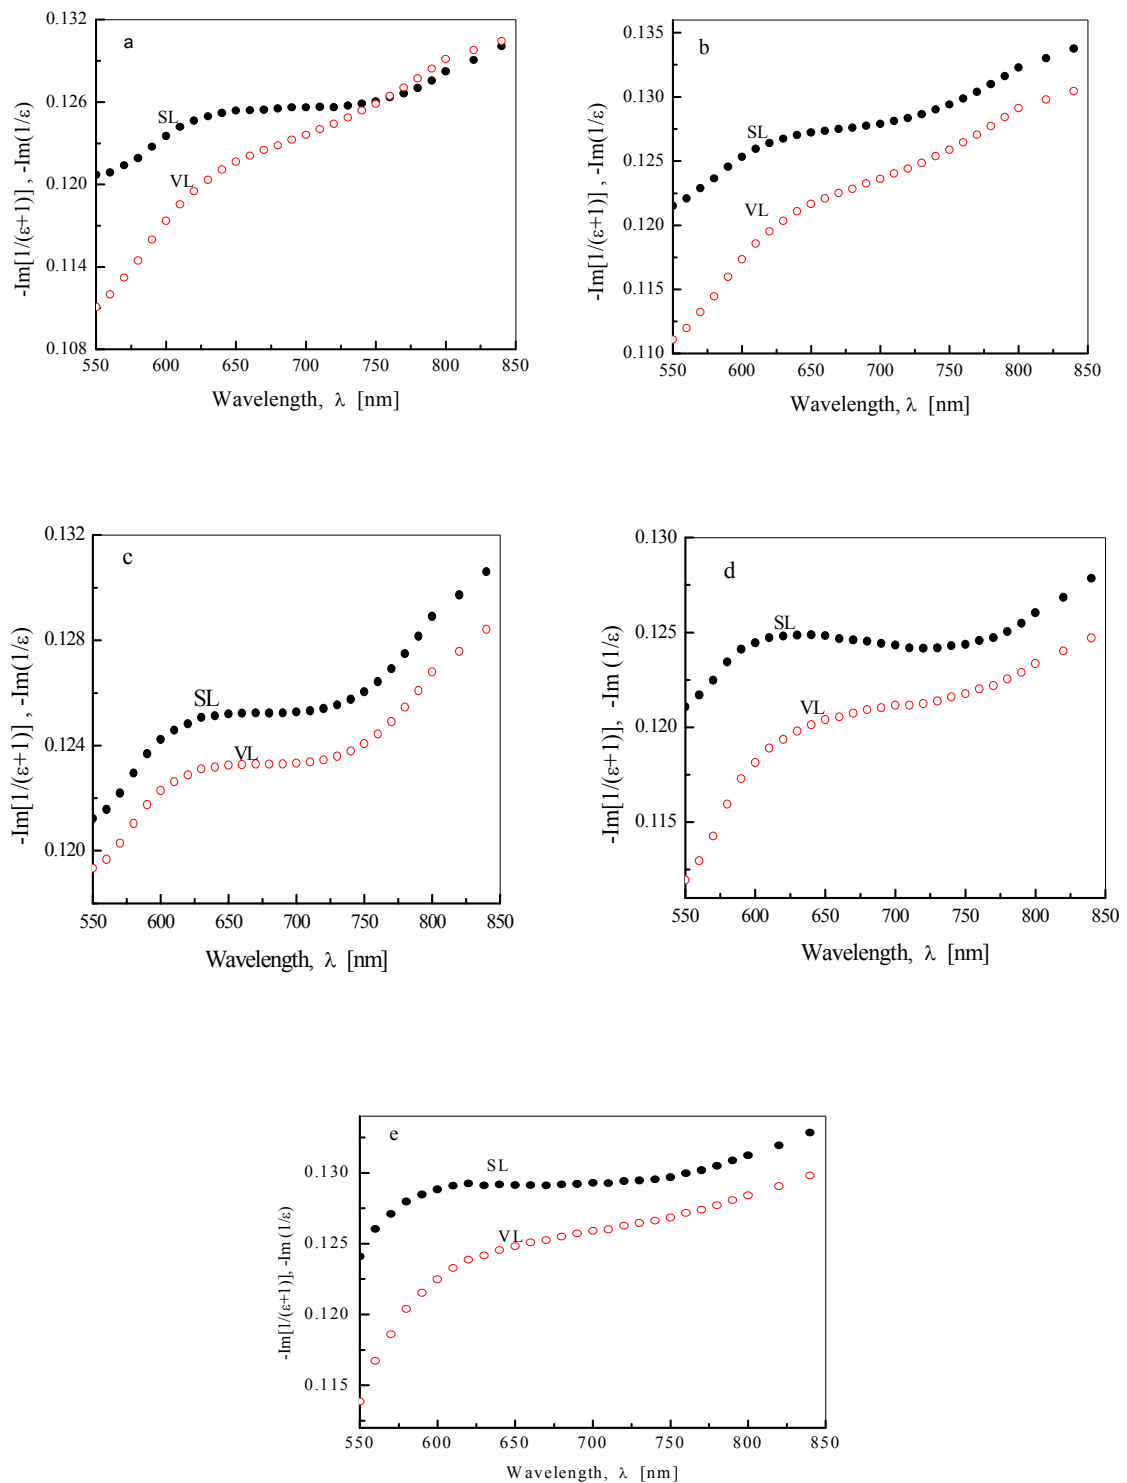 a
0.132
0.126
0.120
0.114
0.108
-Im[1/(ε+1)] , -Im(1/ε)
SL
VL
550 600 650 700 750 800 850
Wavelength, λ [nm]
b
0.135
0.130
0.125
0.120
0.115
0.110
-Im[1/(ε+1)] , -Im(1/ε)
SL
VL
550 600 650 700 750 800 850
Wavelength, λ [nm]
c
0.132
0.128
0.124
0.120
-Im[1/(ε+1)] , -Im(1/ε)
SL
VL
550 600 650 700 750 800 850
Wavelength, λ [nm]
d
0.130
0.125
0.120
0.115
-Im[1/(ε+1)], -Im (1/ε)
SL
VL
550 600 650 700 750 800 850
Wavelength, λ [nm]
e
0.130
0.125
0.120
0.115
-Im[1/(ε+1)], -Im (1/ε)
SL
VL
550 600 650 700 750 800 850
Wavelength, λ [nm]